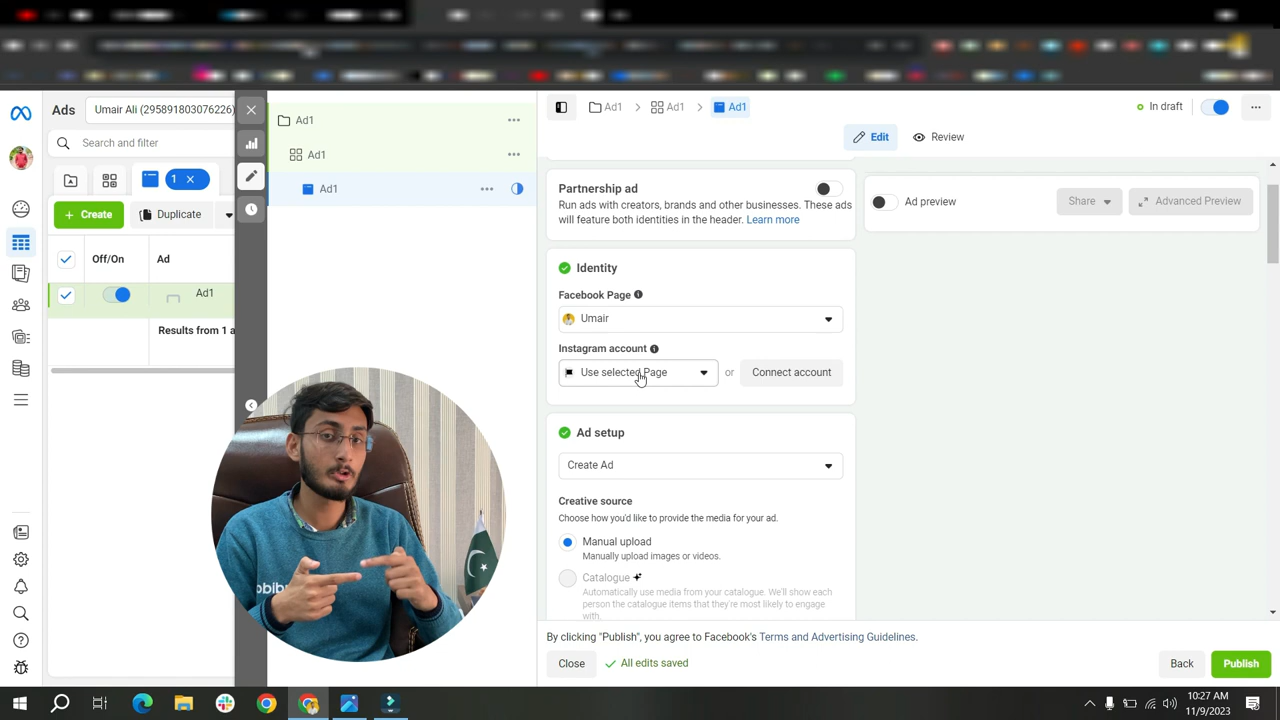 Ads
Umair Ali (295891803076226)
Search and filter
1 ×
+ Create
Duplicate
Off/On
Ad
Ad1
Results from 1 a
Ad1
Ad1
Ad1
Ad1 > Ad1 > Ad1
In draft
Edit
Review
Partnership ad
Run ads with creators, brands and other businesses. These ads
will feature both identities in the header. Learn more
Identity
Facebook Page
Umair
Instagram account
Use selected Page
or
Connect account
Ad setup
Create Ad
Creative source
Choose how you'd like to provide the media for your ad.
Manual upload
Manually upload images or videos.
Catalogue
Automatically use media from your catalogue. We'll show each
person the catalogue items that they're most likely to engage
with.
Ad preview
Share
Advanced Preview
By clicking "Publish", you agree to Facebook's Terms and Advertising Guidelines.
Close
All edits saved
Back
Publish
10:27 AM
11/9/2023